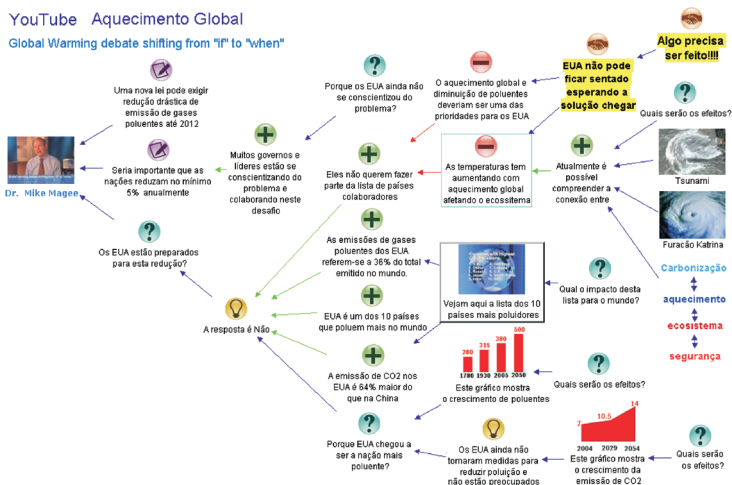 YouTube Aquecimento Global
Global Warming debate shifting from "if" to "when"
Algo precisa
ser feito!!!!
EUA não pode
ficar sentado
esperando a
solução chegar
Uma nova lei pode exigir
redução drástica de
emissão de gases
poluentes até 2012
Porque os EUA ainda não
se conscientizou do
problema?
O aquecimento global e
diminuição de poluentes
deveriam ser uma das
prioridades para os EUA
Quais serão os efeitos?
Dr. Mike Magee
Seria importante que as
nações reduzam no mínimo
5% anualmente
Muitos governos e
líderes estão se
conscientizando do
problema e
colaborando neste
desafio
Eles não querem fazer
parte da lista de países
colaboradores
As temperaturas tem
aumentando com
aquecimento global
afetando o ecossitema
Atualmente é
possível
compreender a
conexão entre
Tsunami
Furacão Katrina
Os EUA estão preparados
para esta redução?
As emissões de gases
poluentes dos EUA
referem-se a 36% do total
emitido no mundo.
Vejam aqui a lista dos 10
países mais poluidores
Qual o impacto desta
lista para o mundo?
Carbonização
aquecimento
ecosistema
segurança
A resposta é Não
EUA é um dos 10 países
que poluem mais no mundo
A emissão de CO2 nos
EUA é 64% maior do
que na China
280 315 380 500
1780 1930 2005 2050
Este gráfico mostra
o crescimento de poluentes
Quais serão os efeitos?
Porque EUA chegou a
ser a nação mais
poluente?
Os EUA ainda não
tomaram medidas para
reduzir poluição e
não estão preocupados
7 10.5 14
2004 2029 2054
Este gráfico mostra
o crescimento da
emissão de CO2
Quais serão
os efeitos?